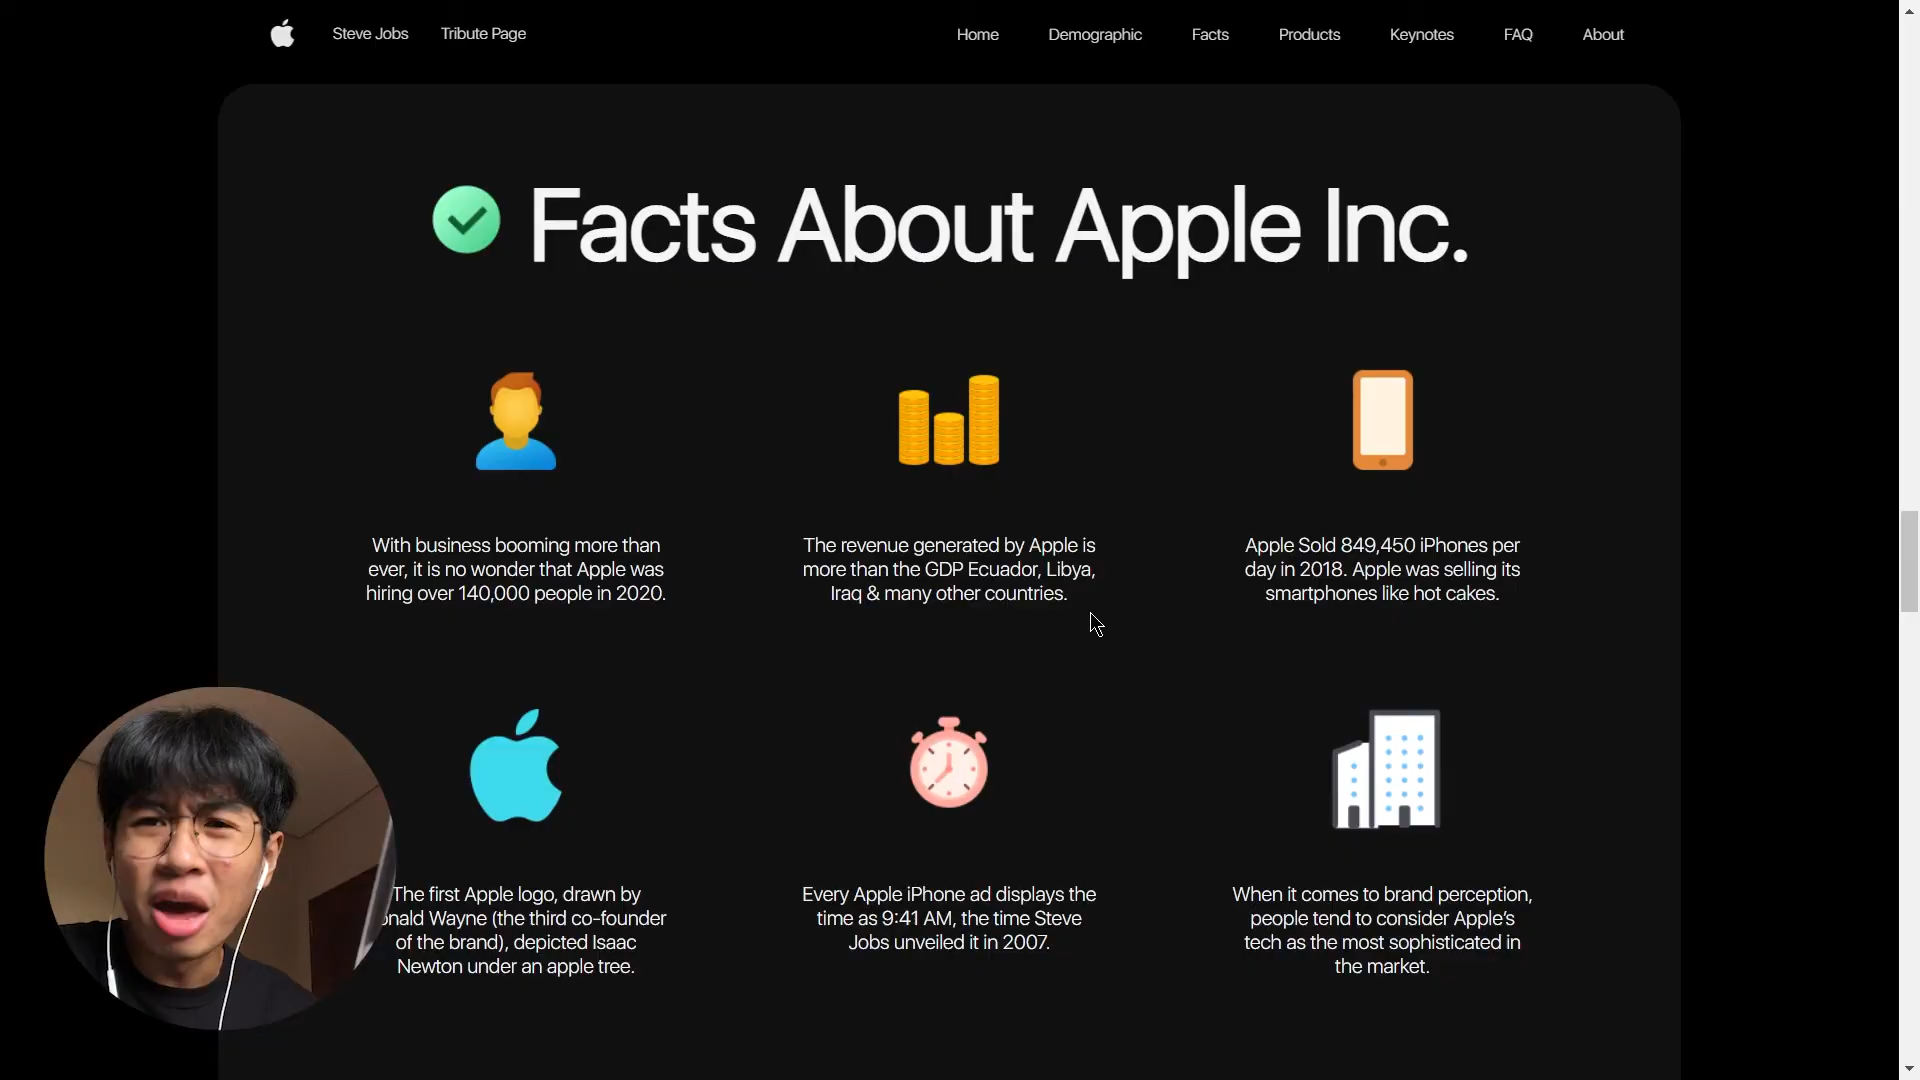 Steve Jobs Tribute Page Home Demographic Facts Products Keynotes FAQ About
Facts About Apple Inc.
With business booming more than
ever, it is no wonder that Apple was
hiring over 140,000 people in 2020.
The revenue generated by Apple is
more than the GDP Ecuador, Libya,
Iraq & many other countries.
Apple Sold 849,450 iPhones per
day in 2018. Apple was selling its
smartphones like hot cakes.
The first Apple logo, drawn by
Wayne (the third co-founder
of the brand), depicted Isaac
Newton under an apple tree.
Every Apple iPhone ad displays the
time as 9:41 AM, the time Steve
Jobs unveiled it in 2007.
When it comes to brand perception,
people tend to consider Apple’s
tech as the most sophisticated in
the market.